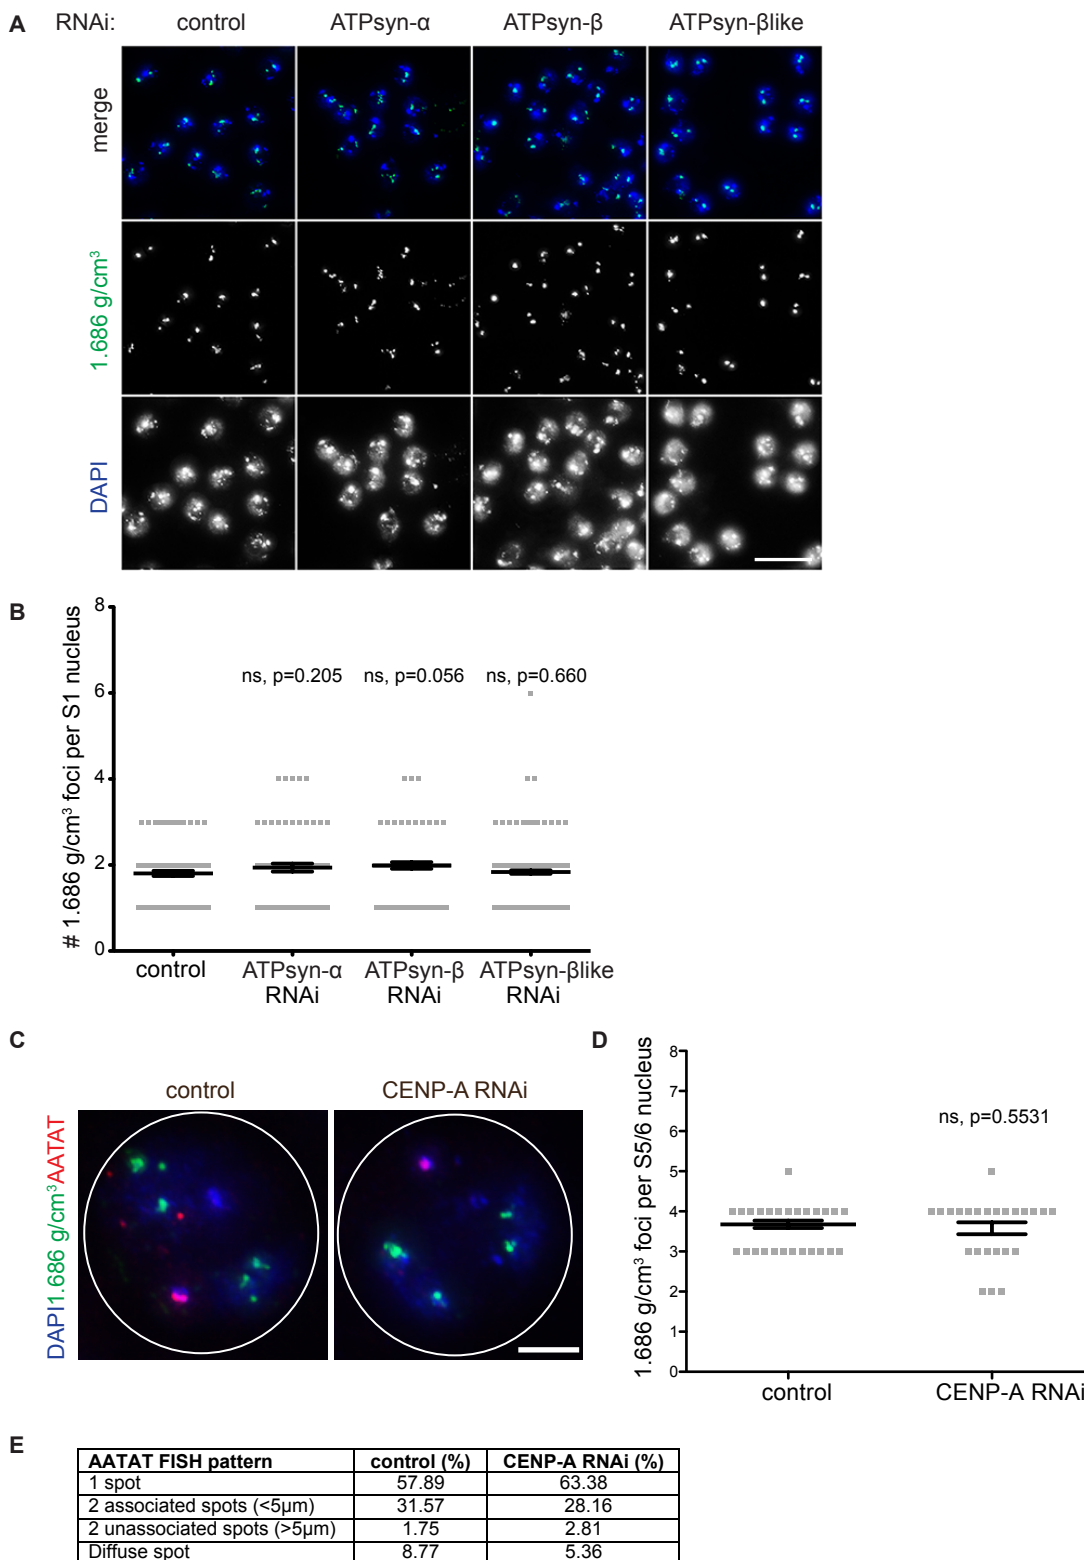 A
RNAi: control ATPsyn-α ATPsyn-β ATPsyn-βlike
merge
1.686 g/cm³
DAPI
B
# 1.686 g/cm³ foci per S1 nucleus
8
6
4
2
0
ns, p=0.205 ns, p=0.056 ns, p=0.660
control ATPsyn-α ATPsyn-β ATPsyn-βlike
RNAi RNAi RNAi
C
control CENP-A RNAi
DAPI1.686 g/cm³AATAT
D
1.686 g/cm³ foci per S5/6 nucleus
8
7
6
5
4
3
2
1
0
ns, p=0.5531
control CENP-A RNAi
E
AATAT FISH pattern control (%) CENP-A RNAi (%)
1 spot 57.89 63.38
2 associated spots (<5µm) 31.57 28.16
2 unassociated spots (>5µm) 1.75 2.81
Diffuse spot 8.77 5.36